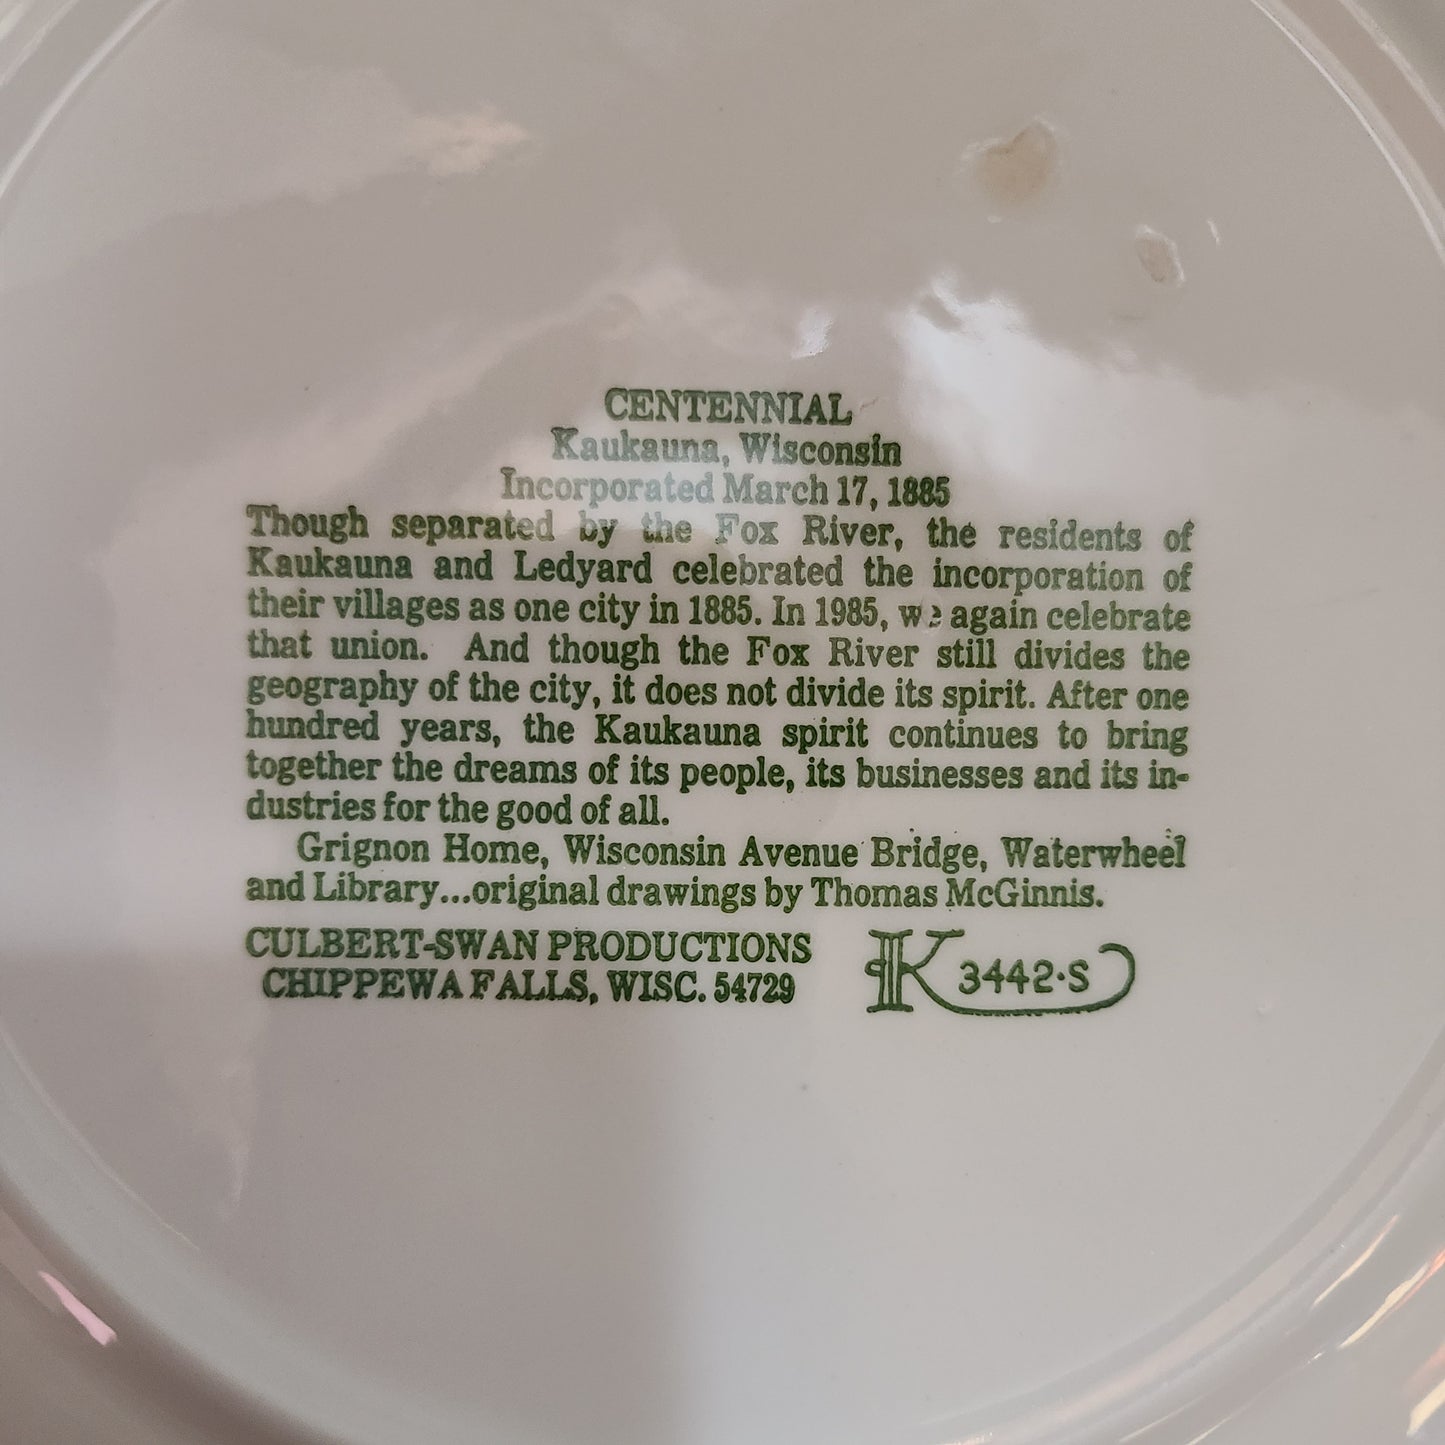 CENTENNIAL
Kaukauna, Wisconsin
Incorporated March 17, 1885
Though separated by the Fox River, the residents of
Kaukauna and Ledyard celebrated the incorporation of
their villages as one city in 1885. In 1985, we again celebrate
that union. And though the Fox River still divides the
geography of the city, it does not divide its spirit. After one
hundred years, the Kaukauna spirit continues to bring
together the dreams of its people, its businesses and its in-
dustries for the good of all.
Grignon Home, Wisconsin Avenue Bridge, Waterwheel
and Library...original drawings by Thomas McGinnis.
CULBERT-SWAN PRODUCTIONS
CHIPPEWA FALLS, WISC. 54729
K 3442·S